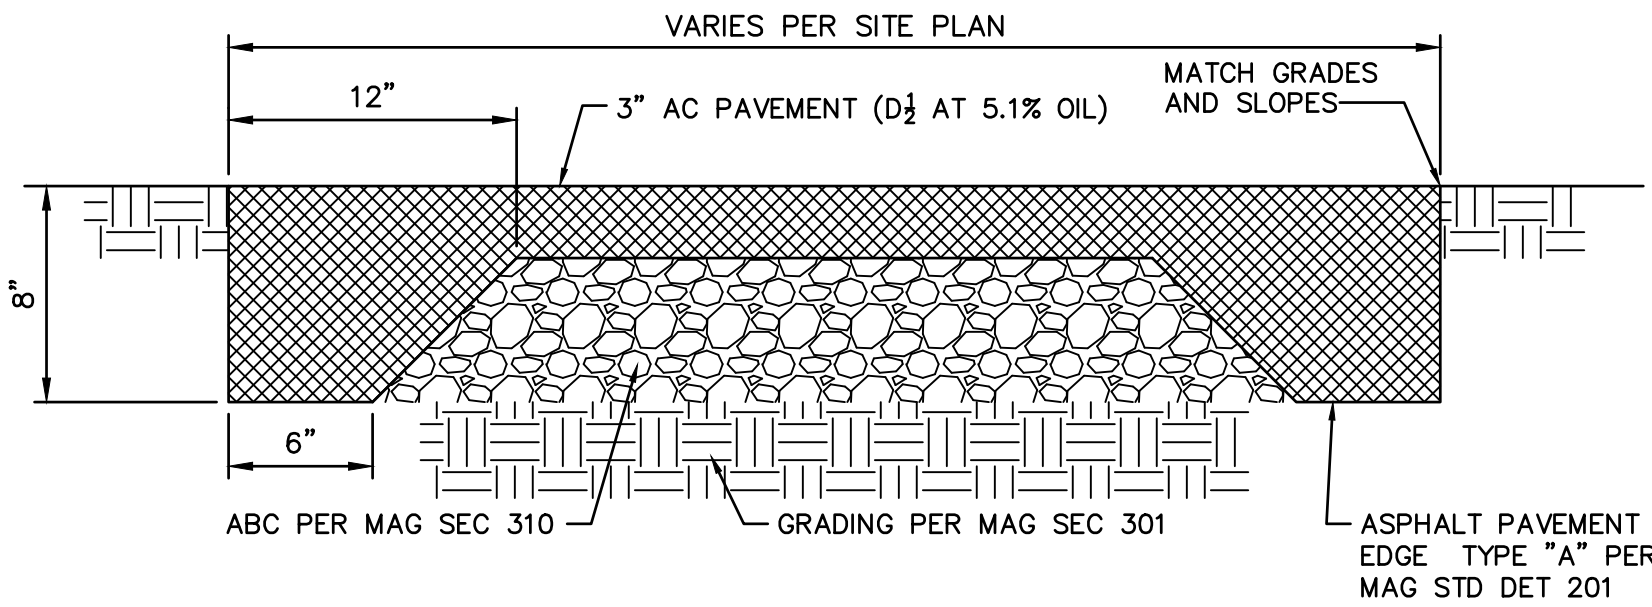 VARIES PER SITE PLAN
12”
3” AC PAVEMENT (D½ AT 5.1% OIL)
MATCH GRADES
AND SLOPES
8”
6”
ABC PER MAG SEC 310
GRADING PER MAG SEC 301
ASPHALT PAVEMENT
EDGE TYPE ”A” PER
MAG STD DET 201